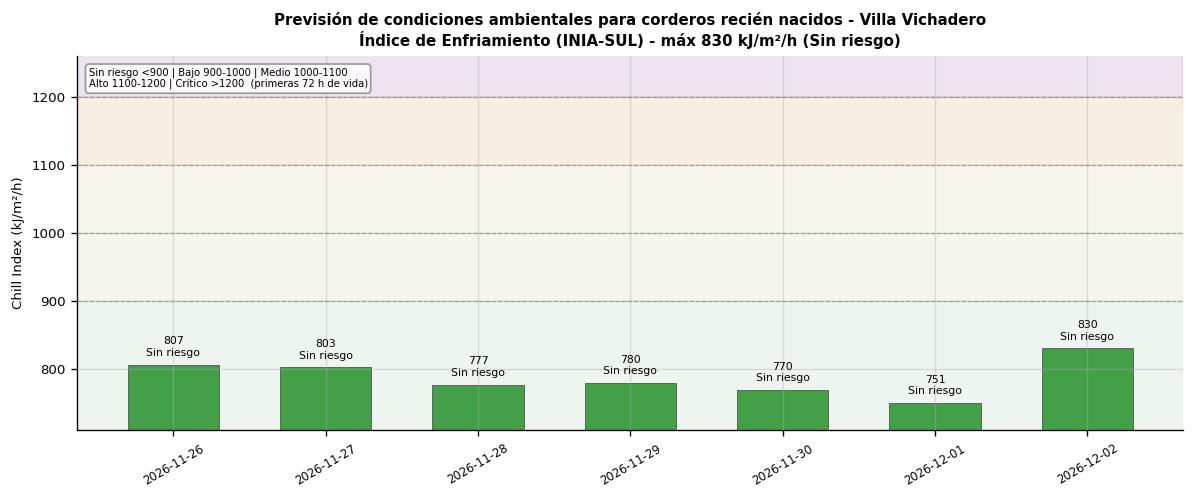 Previsión de condiciones ambientales para corderos recién nacidos - Villa Vichadero
Índice de Enfriamiento (INIA-SUL) - máx 830 kJ/m²/h (Sin riesgo)
Sin riesgo <900 | Bajo 900-1000 | Medio 1000-1100
Alto 1100-1200 | Crítico >1200 (primeras 72 h de vida)
Chill Index (kJ/m²/h)
1200
1100
1000
900
800
807
Sin riesgo
803
Sin riesgo
777
Sin riesgo
780
Sin riesgo
770
Sin riesgo
751
Sin riesgo
830
Sin riesgo
2026-11-26
2026-11-27
2026-11-28
2026-11-29
2026-11-30
2026-12-01
2026-12-02